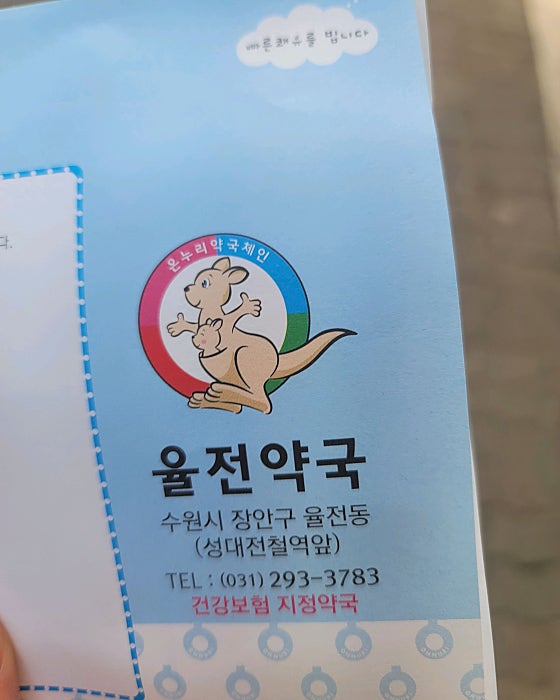 빠른쾌유를 빕니다
다.
온누리약국체인
율전약국
수원시 장안구 율전동
(성대전철역앞)
TEL : (031) 293-3783
건강보험 지정약국